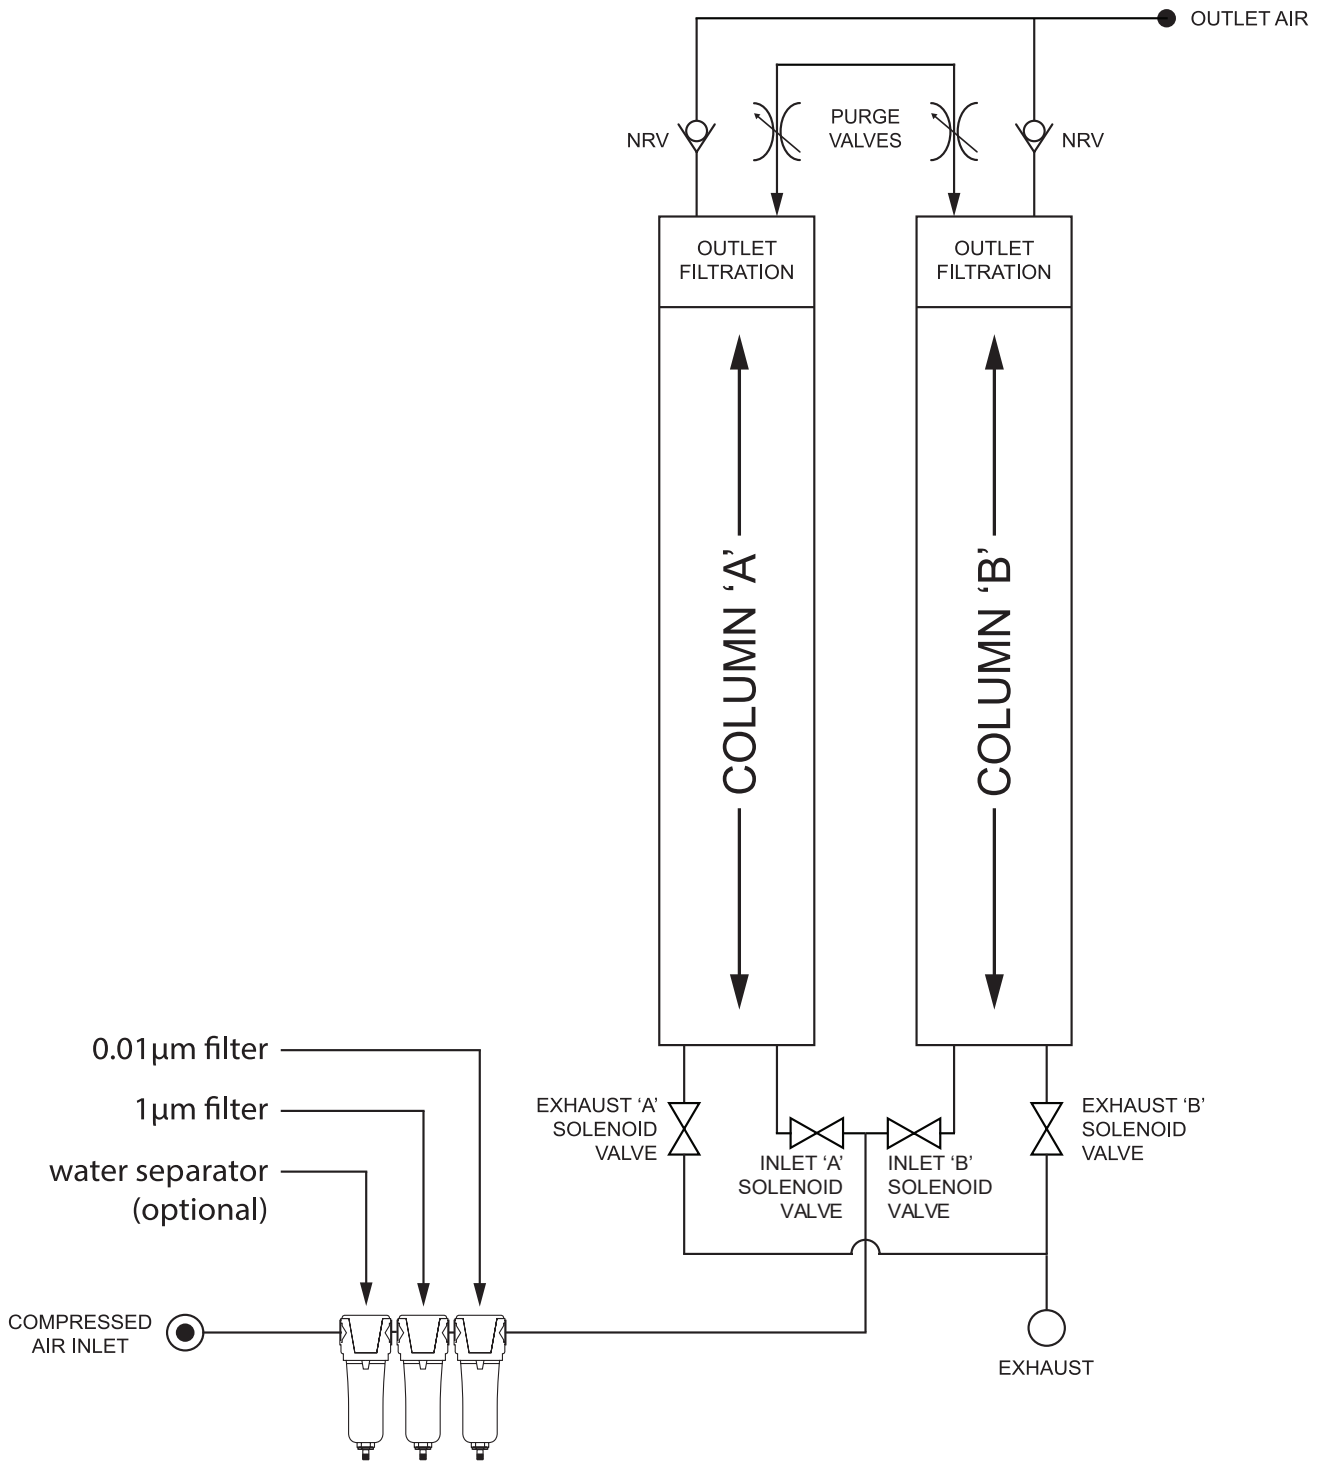 OUTLET AIR
PURGE
VALVES
NRV
NRV
OUTLET
FILTRATION
OUTLET
FILTRATION
COLUMN ‘A’
COLUMN ‘B’
0.01µm filter
1µm filter
water separator
(optional)
EXHAUST ‘A’
SOLENOID
VALVE
INLET ‘A’
SOLENOID
VALVE
INLET ‘B’
SOLENOID
VALVE
EXHAUST ‘B’
SOLENOID
VALVE
COMPRESSED
AIR INLET
EXHAUST